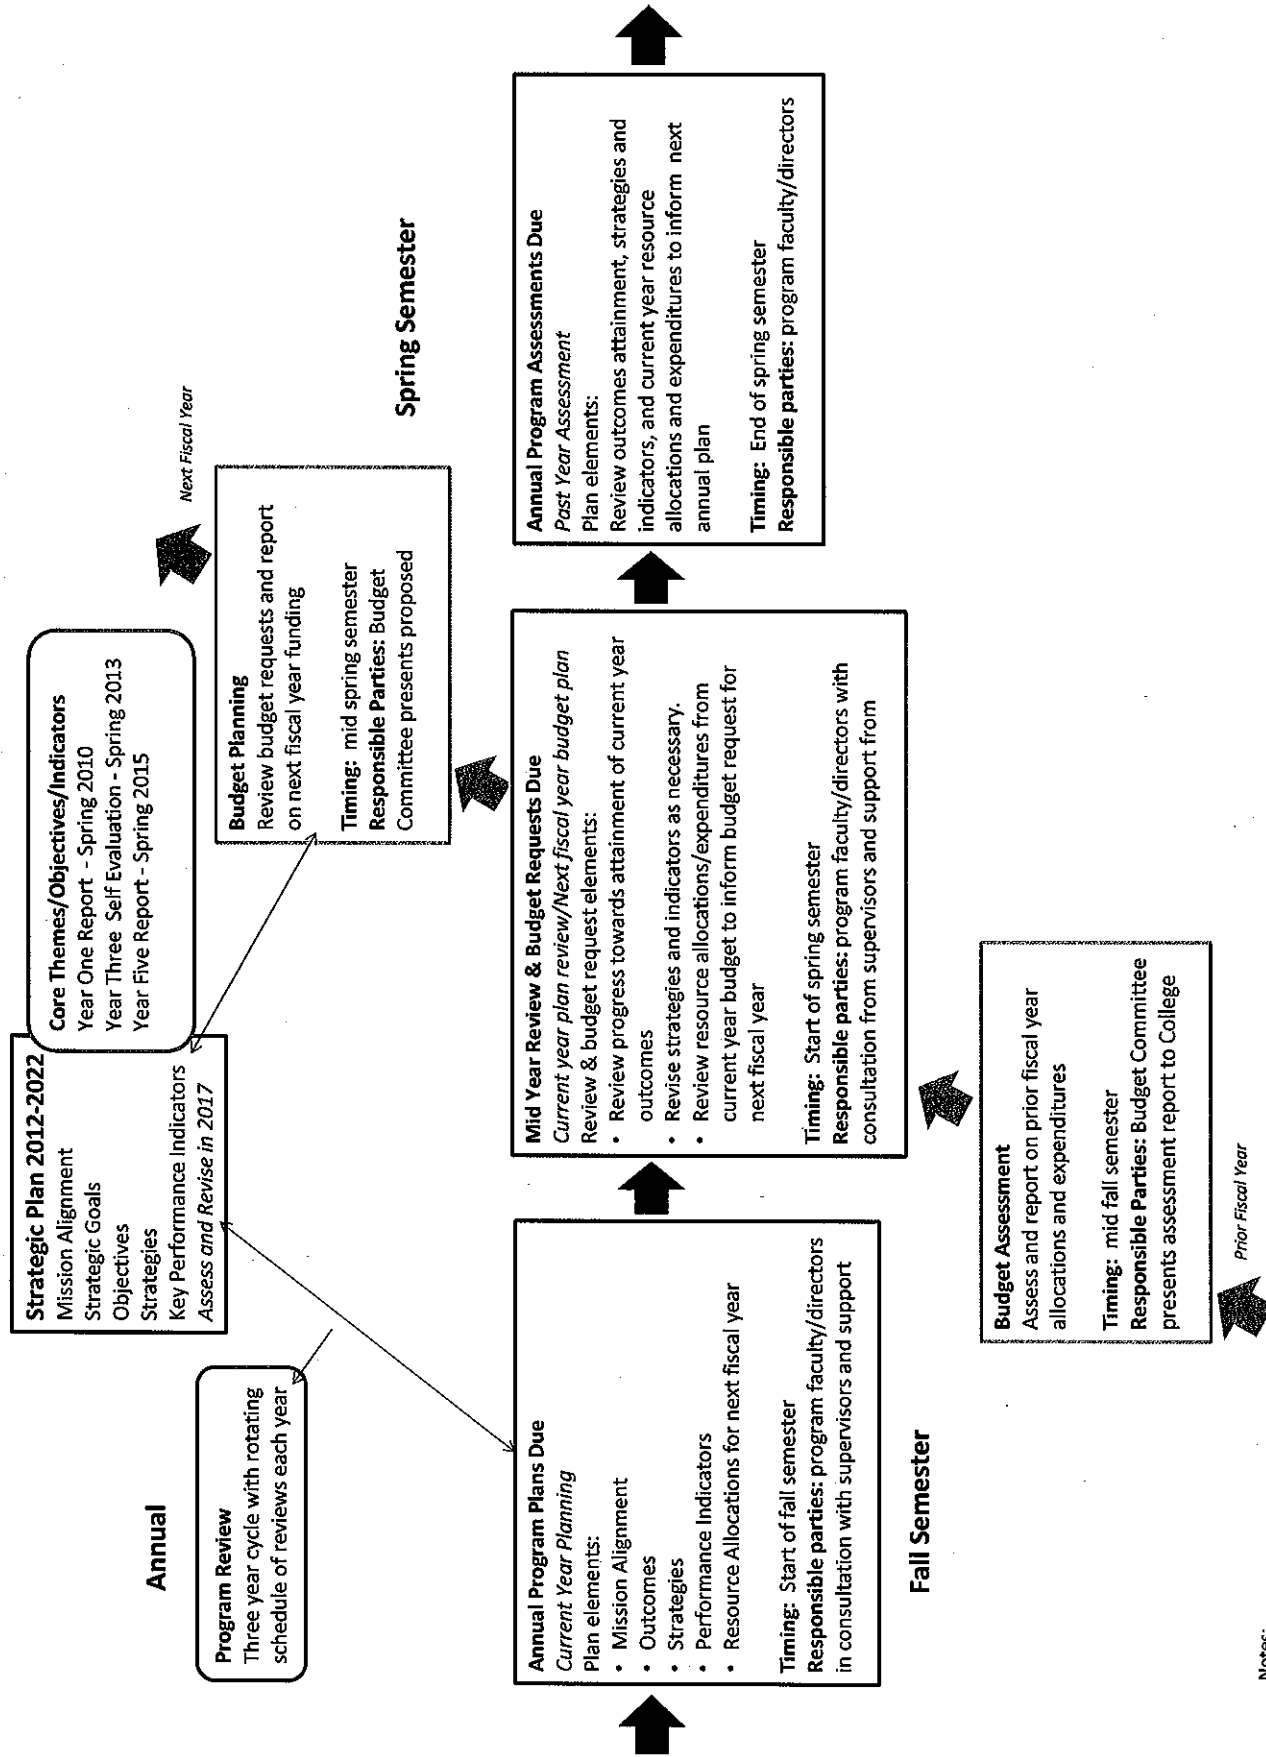 Annual
Strategic Plan 2012-2022
Mission Alignment
Strategic Goals
Objectives
Strategies
Key Performance Indicators
Assess and Revise in 2017
Core Themes/Objectives/Indicators
Year One Report - Spring 2010
Year Three Self Evaluation - Spring 2013
Year Five Report - Spring 2015
Program Review
Three year cycle with rotating
schedule of reviews each year
Next Fiscal Year
Budget Planning
Review budget requests and report
on next fiscal year funding
Timing: mid spring semester
Responsible Parties: Budget
Committee presents proposed
Spring Semester
Annual Program Plans Due
Current Year Planning
Plan elements:
• Mission Alignment
• Outcomes
• Strategies
• Performance Indicators
• Resource Allocations for next fiscal year
Timing: Start of fall semester
Responsible parties: program faculty/directors
in consultation with supervisors and support
Mid Year Review & Budget Requests Due
Current year plan review/Next fiscal year budget plan
Review & budget request elements:
• Review progress towards attainment of current year
outcomes
• Revise strategies and indicators as necessary.
• Review resource allocations/expenditures from
current year budget to inform budget request for
next fiscal year
Timing: Start of spring semester
Responsible parties: program faculty/directors with
consultation from supervisors and support from
Annual Program Assessments Due
Past Year Assessment
Plan elements:
Review outcomes attainment, strategies and
indicators, and current year resource
allocations and expenditures to inform next
annual plan
Timing: End of spring semester
Responsible parties: program faculty/directors
Fall Semester
Budget Assessment
Assess and report on prior fiscal year
allocations and expenditures
Timing: mid fall semester
Responsible Parties: Budget Committee
presents assessment report to College
Prior Fiscal Year
Notes: